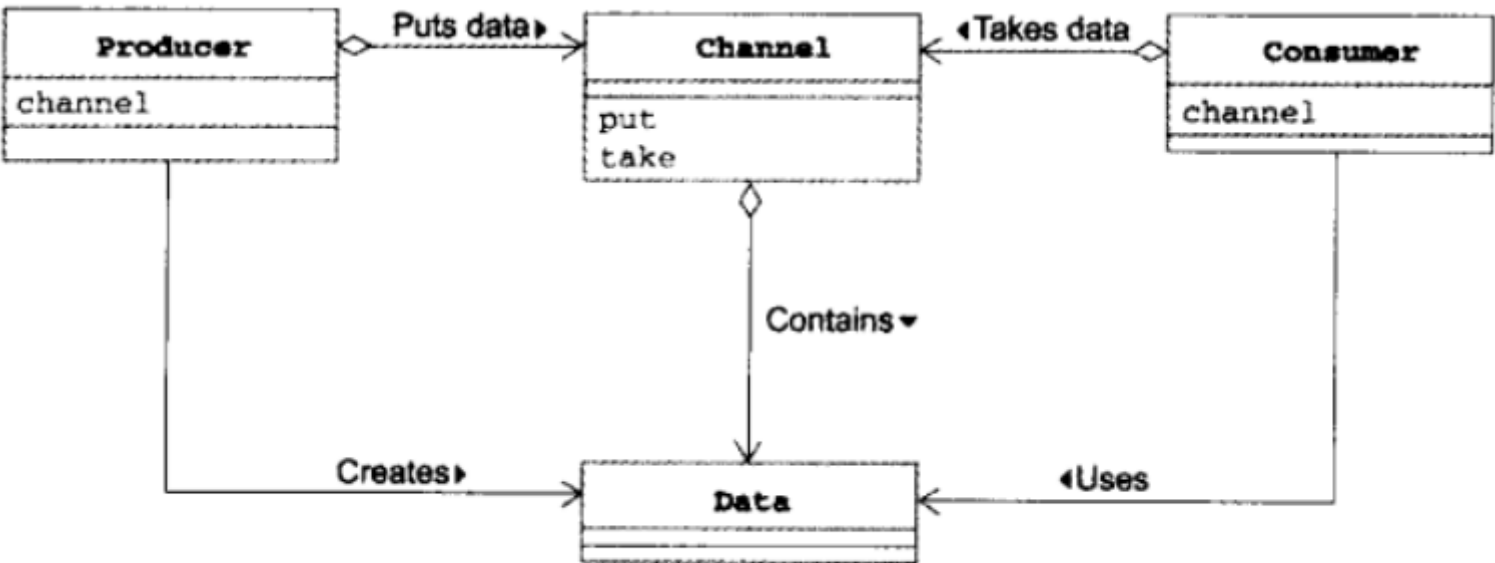 Producer
channel
Puts data
Channel
put
take
Takes data
Consumer
channel
Contains
Creates
Data
Uses